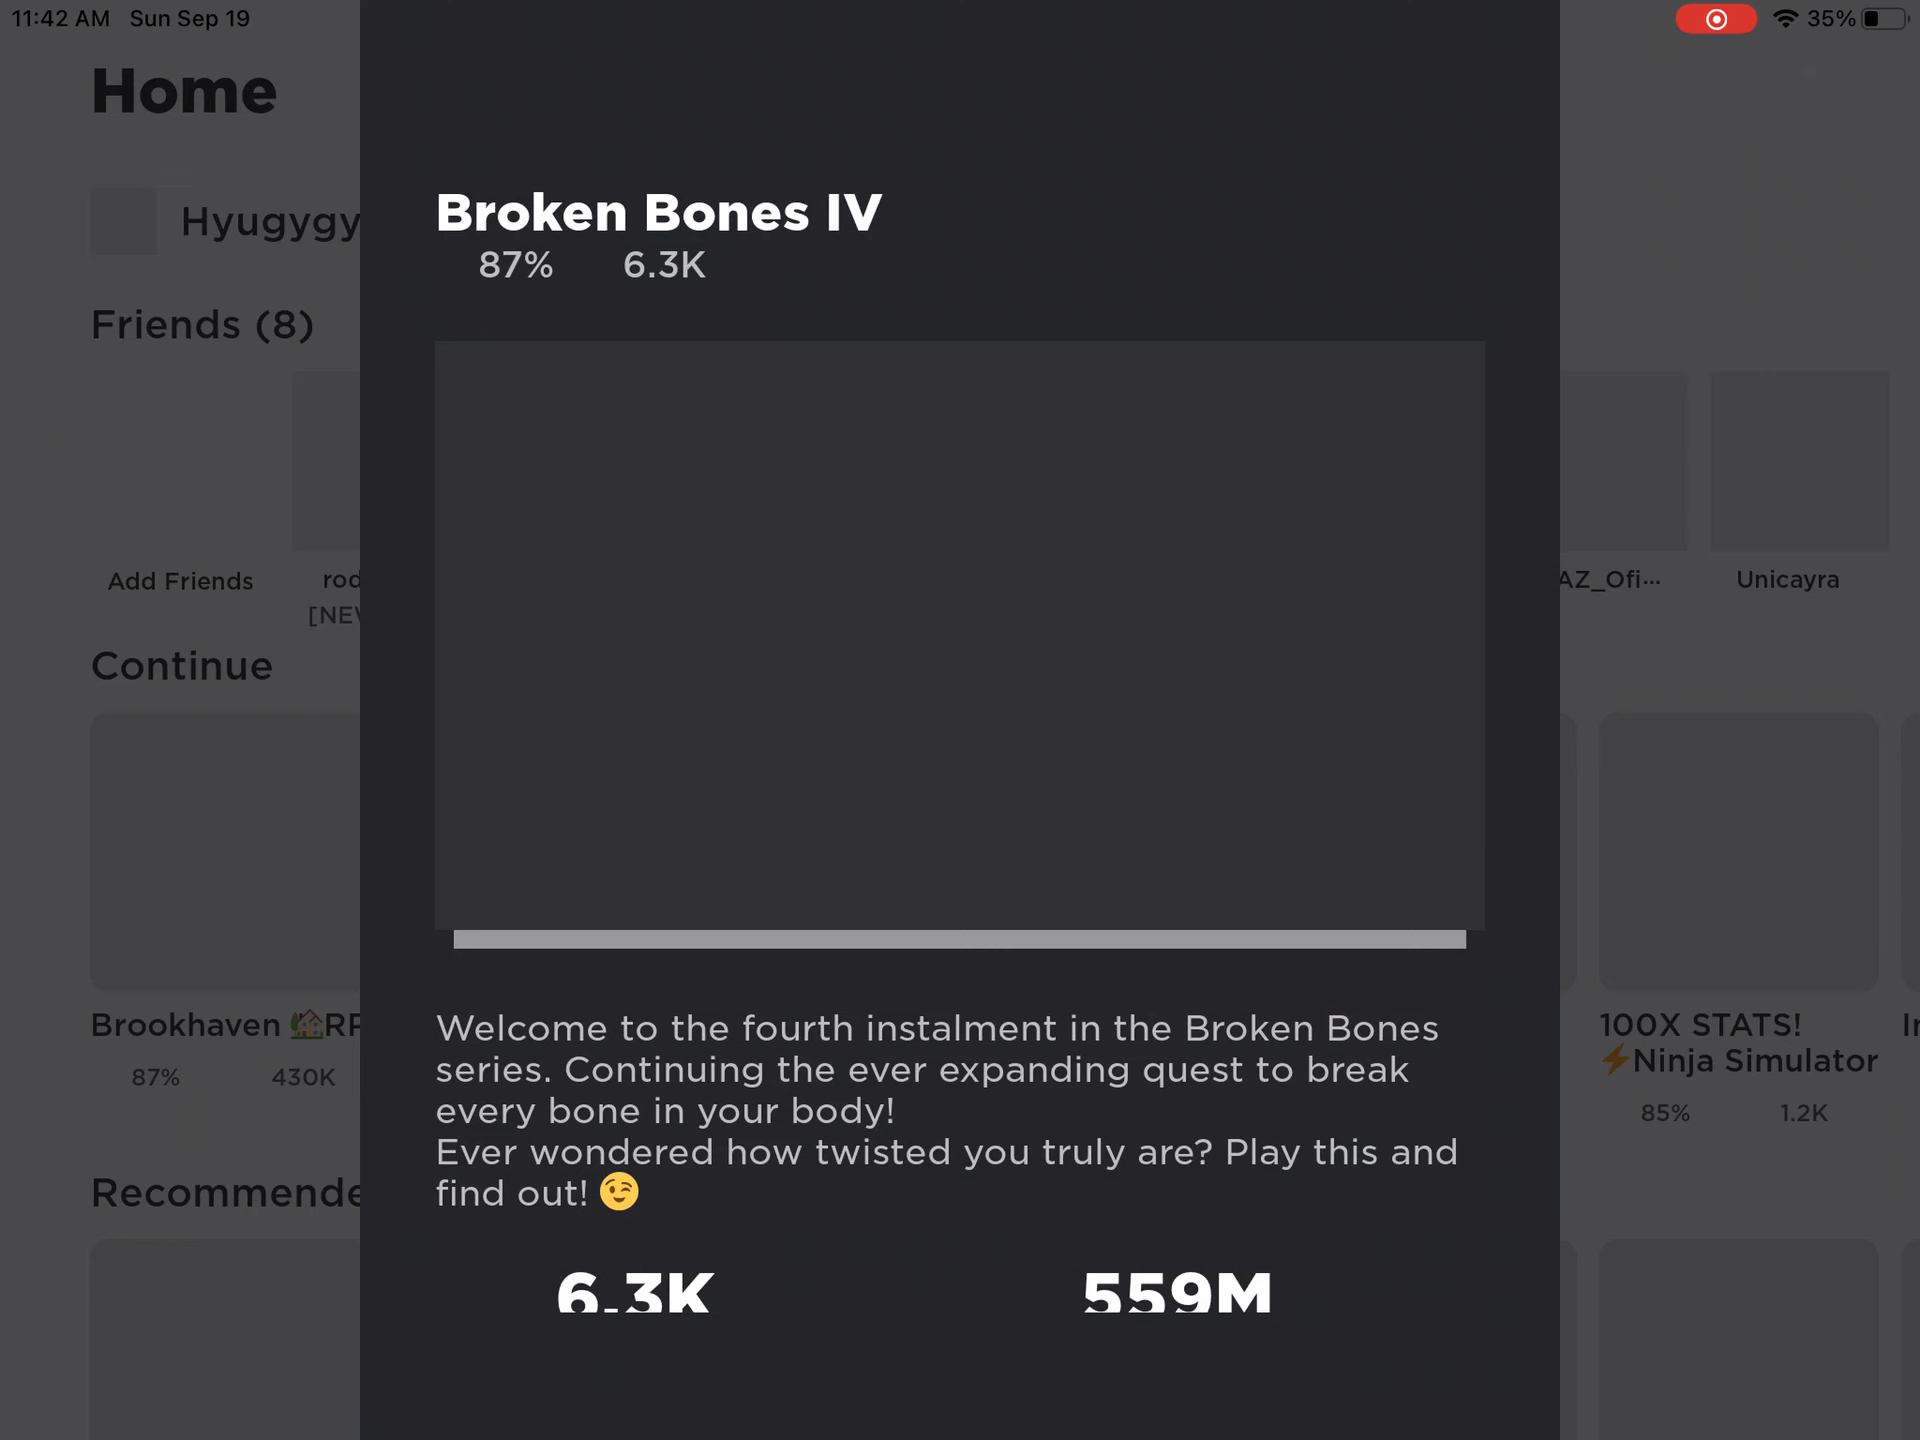 11:42 AM Sun Sep 19
35%
Home
Hyugygy
Friends (8)
Add Friends
rod
[NEW
AZ_Ofi...
Unicayra
Continue
Brookhaven 🏡RP
87% 430K
100X STATS!
⚡Ninja Simulator
85% 1.2K
Recommende
Broken Bones IV
87% 6.3K
Welcome to the fourth instalment in the Broken Bones
series. Continuing the ever expanding quest to break
every bone in your body!
Ever wondered how twisted you truly are? Play this and
find out! 😉
6.3K 559M